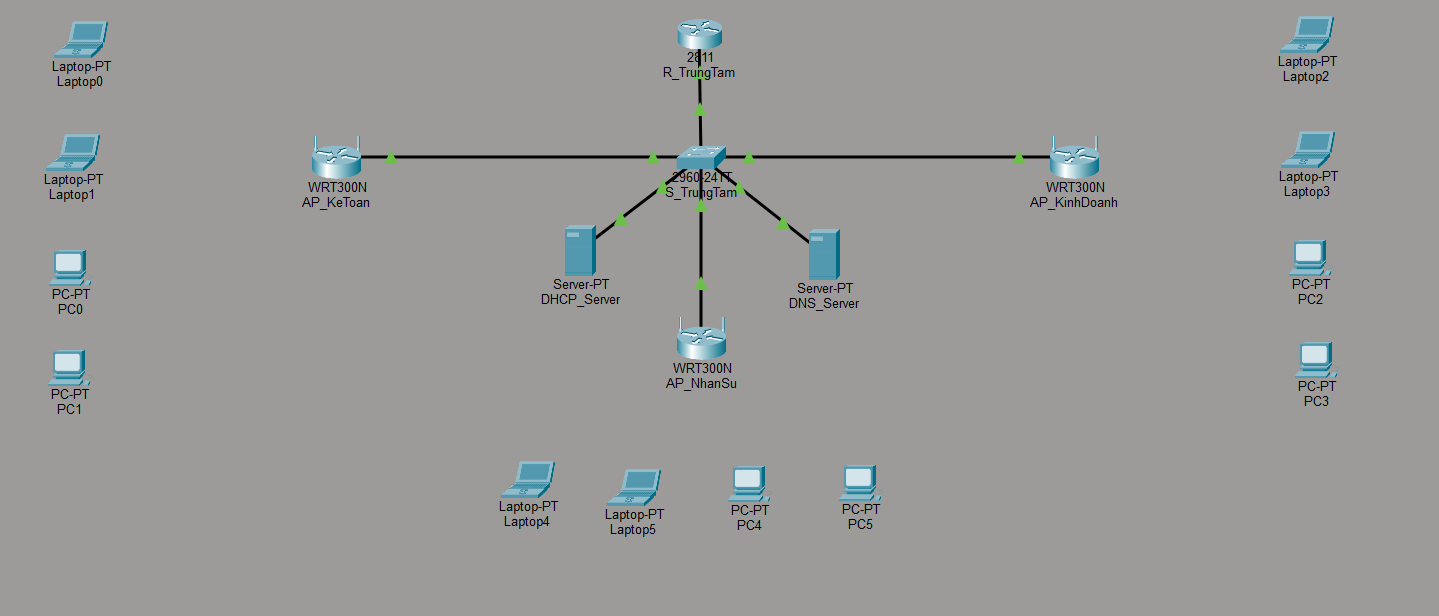 2811
R_TrungTam
Laptop-PT
Laptop0
Laptop-PT
Laptop2
Laptop-PT
Laptop1
WRT300N
AP_KeToan
2960-24TT
S_TrungTam
WRT300N
AP_KinhDoanh
Laptop-PT
Laptop3
PC-PT
PC0
Server-PT
DHCP_Server
Server-PT
DNS_Server
PC-PT
PC2
PC-PT
PC1
WRT300N
AP_NhanSu
PC-PT
PC3
Laptop-PT
Laptop4
Laptop-PT
Laptop5
PC-PT
PC4
PC-PT
PC5